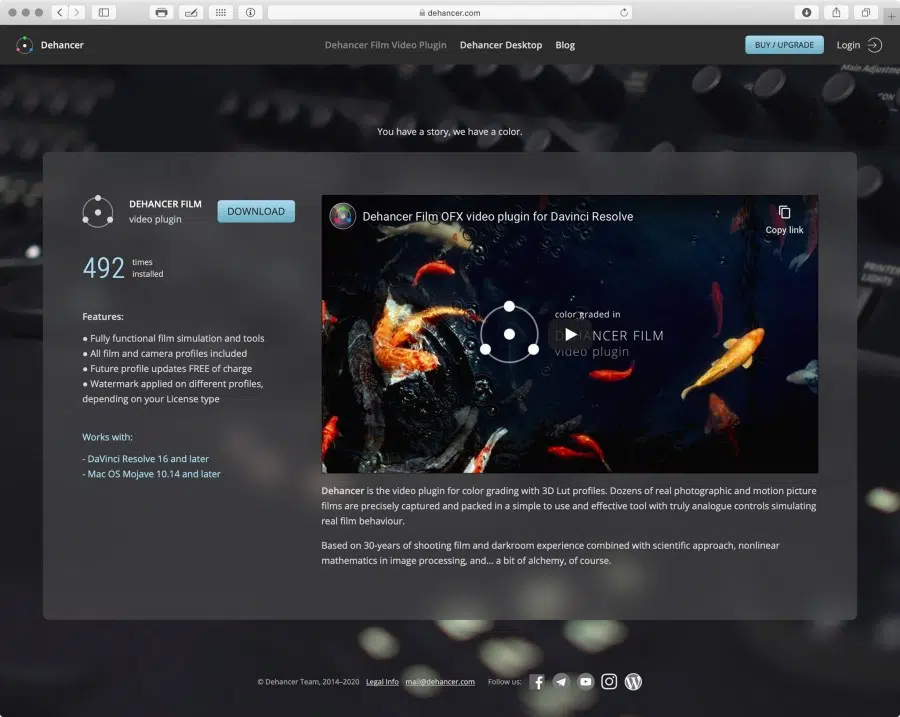 dehancer.com
Dehancer
Dehancer Film Video Plugin
Dehancer Desktop
Blog
BUY / UPGRADE
Login
Main Adjustme
CON
You have a story, we have a color.
DEHANCER FILM
video plugin
DOWNLOAD
492 times
installed
Features:
● Fully functional film simulation and tools
● All film and camera profiles included
● Future profile updates FREE of charge
● Watermark applied on different profiles,
depending on your License type
Works with:
- DaVinci Resolve 16 and later
- Mac OS Mojave 10.14 and later
Dehancer Film OFX video plugin for Davinci Resolve
Copy link
color graded in
DEHANCER FILM
video plugin
PRINTER
LIGHTS
Dehancer is the video plugin for color grading with 3D Lut profiles. Dozens of real photographic and motion picture
films are precisely captured and packed in a simple to use and effective tool with truly analogue controls simulating
real film behaviour.
Based on 30-years of shooting film and darkroom experience combined with scientific approach, nonlinear
mathematics in image processing, and... a bit of alchemy, of course.
© Dehancer Team, 2014–2020
Legal Info
mail@dehancer.com
Follow us: